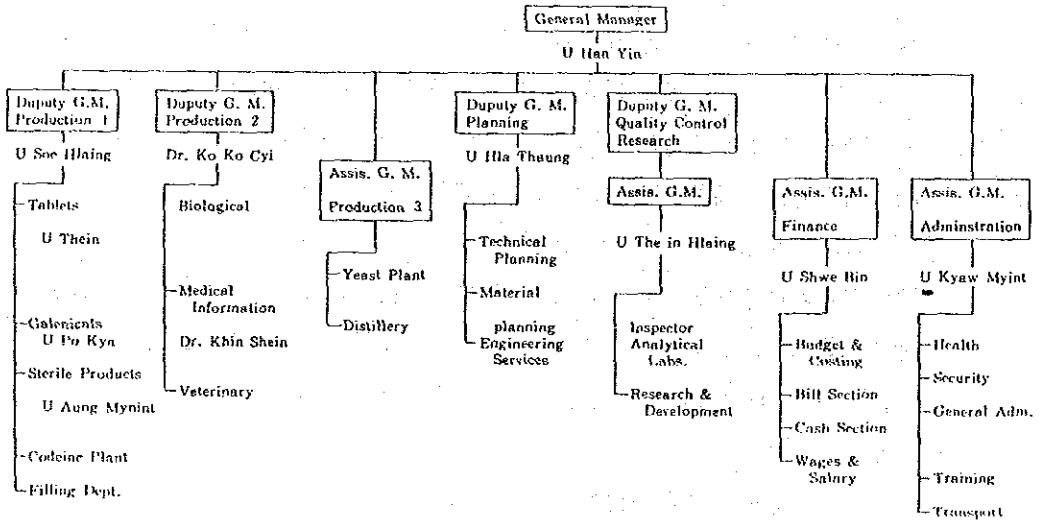 General Manager
U Han Yin
Duputy G.M.
Production 1
U Soe Hlaing
Tablets
U Thein
Galenicals
U Po Kya
Sterile Products
U Aung Mynint
Codeine Plant
Filling Dept.
Duputy G. M.
Production 2
Dr. Ko Ko Cyi
Biological
Medical
Information
Dr. Khin Shein
Veterinary
Assis. G. M.
Production 3
Yeast Plant
Distillery
Duputy G. M.
Planning
U Hla Thaung
Technical
Planning
Material
planning
Engineering
Services
Duputy G. M.
Quality Control
Research
Assis. G.M.
U The in Hlaing
Inspector
Analytical
Labs.
Research &
Development
Assis. G.M.
Finance
U Shwe Bin
Budget &
Costing
Bill Section
Cash Section
Wages &
Salary
Assis. G.M.
Adminstration
U Kyaw Myint
Health
Security
General Adm.
Training
Transport